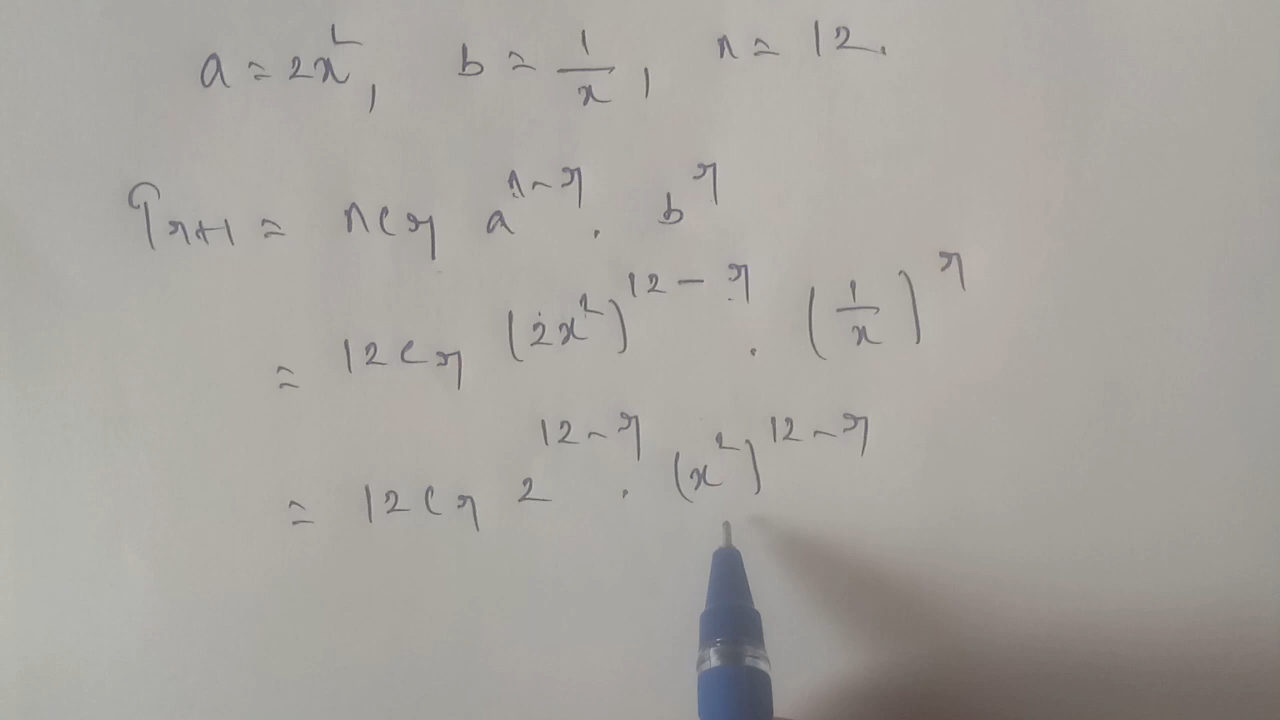 a = 2x², b = 1/x, n = 12.
Tr+1 = nCr a^n-r . b^r
= 12Cr (2x²)^12-r . (1/x)^r
= 12Cr 2^12-r . (x²)^12-r